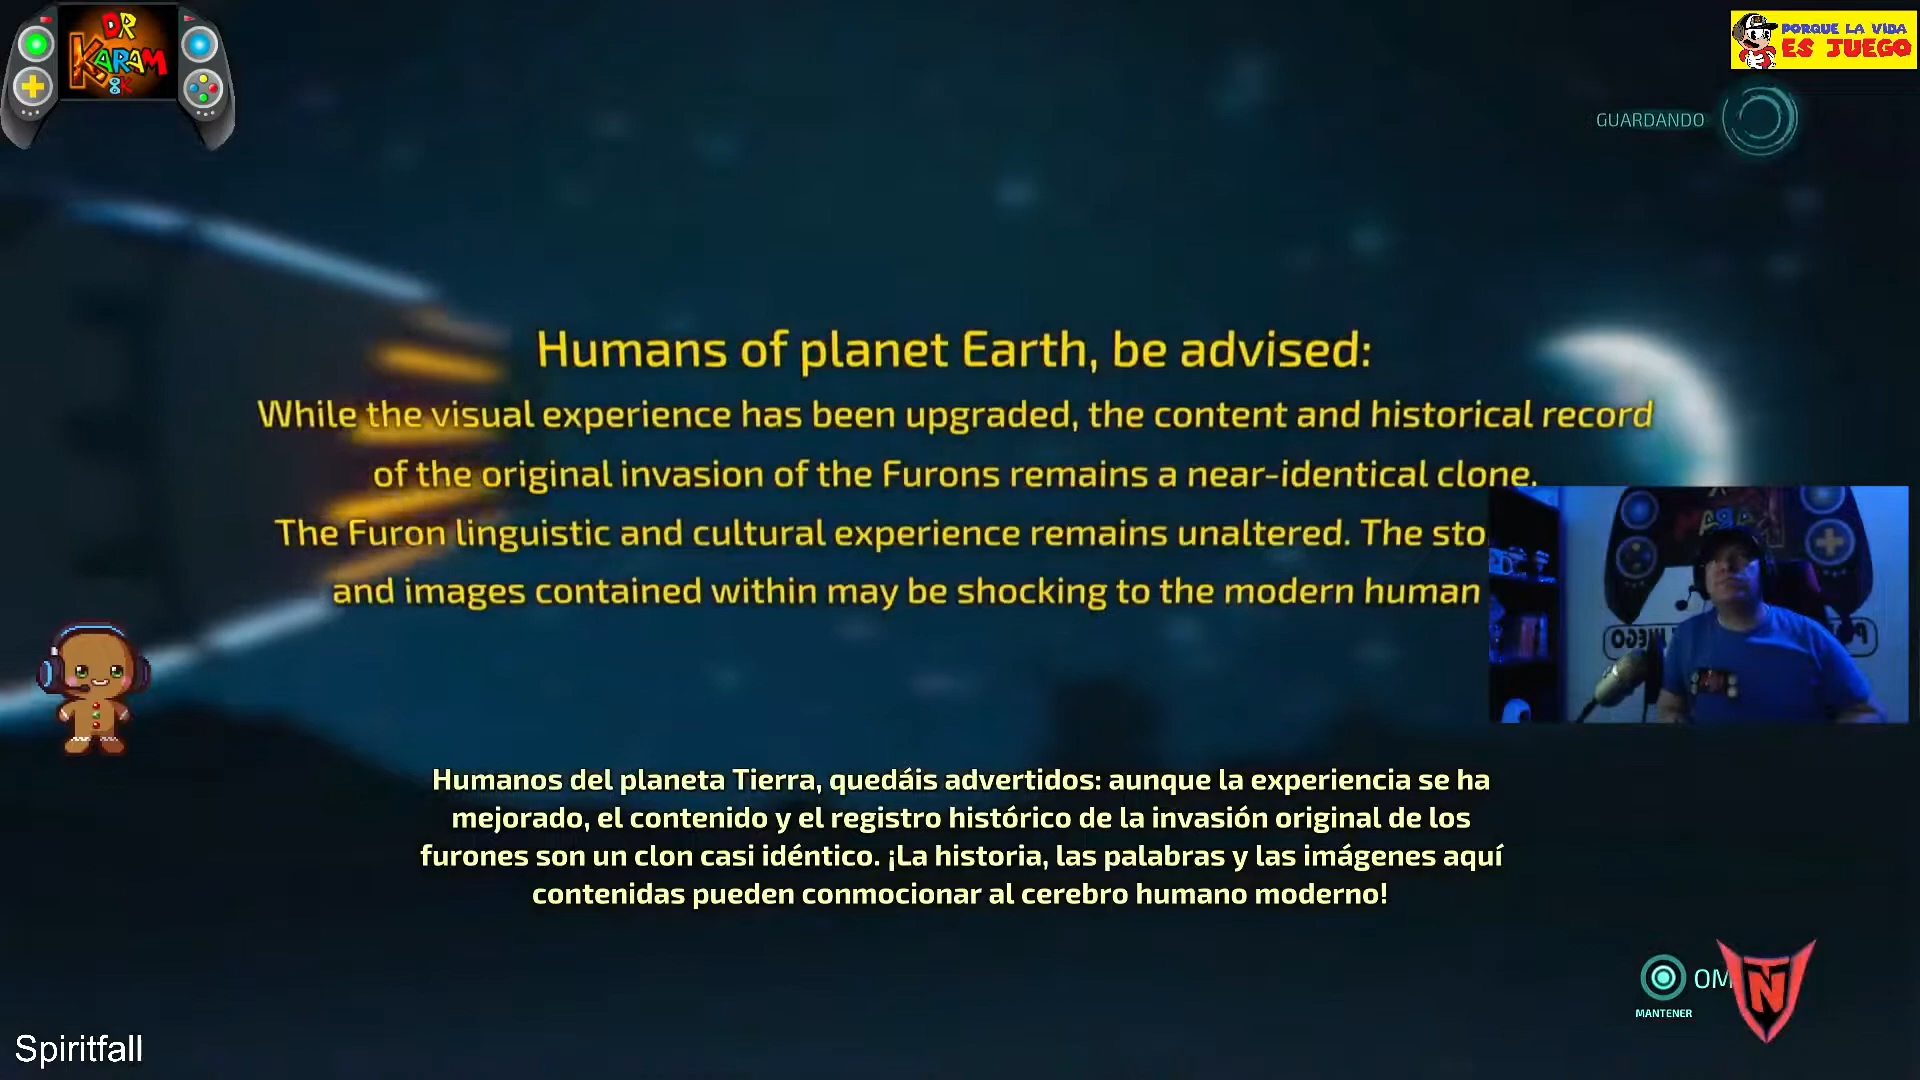 DR
KARAM
8K
PORQUE LA VIDA
ES JUEGO
GUARDANDO
Humans of planet Earth, be advised:
While the visual experience has been upgraded, the content and historical record
of the original invasion of the Furons remains a near-identical clone.
The Furon linguistic and cultural experience remains unaltered. The sto
and images contained within may be shocking to the modern human
Humanos del planeta Tierra, quedáis advertidos: aunque la experiencia se ha
mejorado, el contenido y el registro histórico de la invasión original de los
furones son un clon casi idéntico. ¡La historia, las palabras y las imágenes aquí
contenidas pueden conmocionar al cerebro humano moderno!
OM
MANTENER
N
Spiritfall